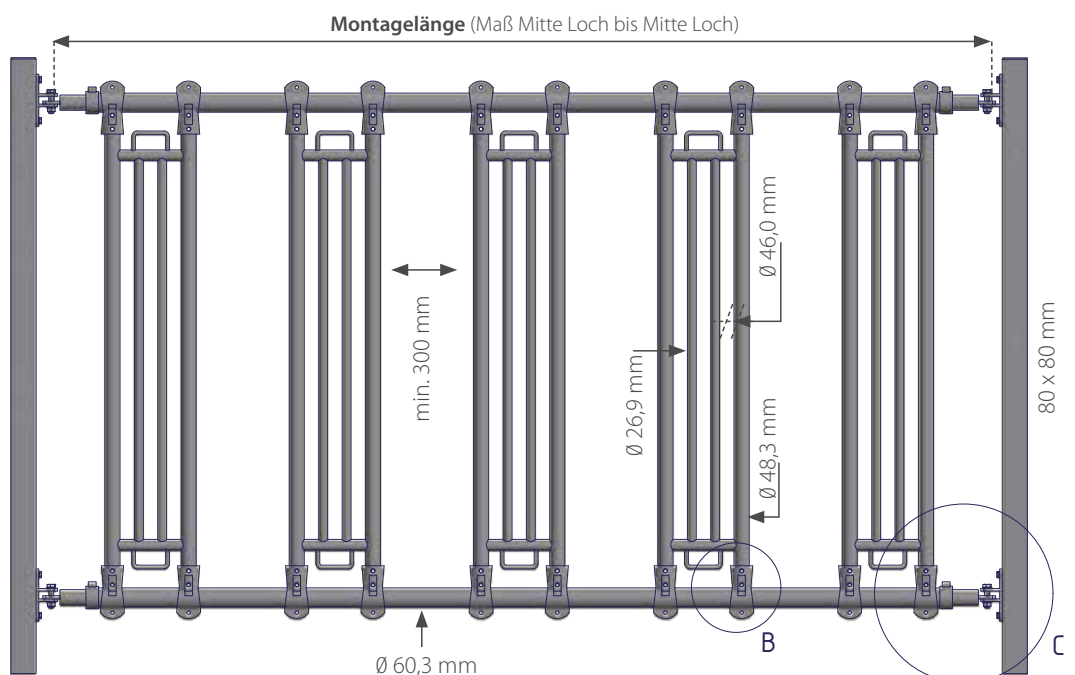 Montagelänge (Maß Mitte Loch bis Mitte Loch)
Ø 46,0 mm
min. 300 mm
Ø 26,9 mm
80 x 80 mm
Ø 48,3 mm
B
C
Ø 60,3 mm